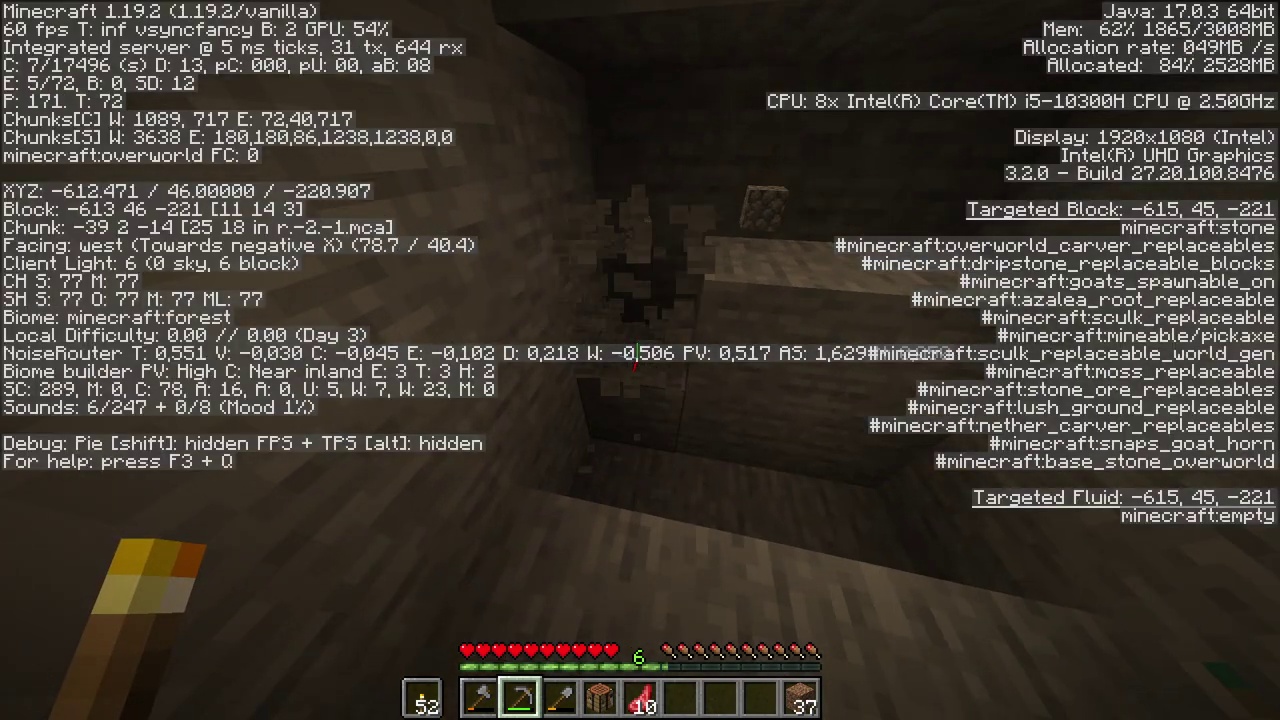 Minecraft 1.19.2 (1.19.2/vanilla)
60 fps T: inf vsyncfancy B: 2 GPU: 54%
Integrated server @ 5 ms ticks, 31 tx, 644 rx
C: 7/17496 (s) D: 13, pC: 000, pU: 00, aB: 08
E: 5/72, B: 0, SD: 12
P: 171. T: 72
Chunks[C] W: 1089, 717 E: 72,40,717
Chunks[S] W: 3638 E: 180,180,86,1238,1238,0,0
minecraft:overworld FC: 0
XYZ: -612.471 / 46.00000 / -220.907
Block: -613 46 -221 [11 14 3]
Chunk: -39 2 -14 [25 18 in r.-2.-1.mca]
Facing: west (Towards negative X) (78.7 / 40.4)
Client Light: 6 (0 sky, 6 block)
CH S: 77 M: 77
SH S: 77 O: 77 M: 77 ML: 77
Biome: minecraft:forest
Local Difficulty: 0.00 // 0.00 (Day 3)
NoiseRouter T: 0,551 V: -0,030 C: -0,045 E: -0,102 D: 0,218 W: -0,506 PV: 0,517 AS: 1,629
Biome builder PV: High C: Near inland E: 3 T: 3 H: 2
SC: 289, M: 0, C: 78, A: 16, A: 0, U: 5, W: 7, W: 23, M: 0
Sounds: 6/247 + 0/8 (Mood 1%)
Debug: Pie [shift]: hidden FPS + TPS [alt]: hidden
For help: press F3 + Q
Java: 17.0.3 64bit
Mem: 62% 1865/3008MB
Allocation rate: 049MB /s
Allocated: 84% 2528MB
CPU: 8x Intel(R) Core(TM) i5-10300H CPU @ 2.50GHz
Display: 1920x1080 (Intel)
Intel(R) UHD Graphics
3.2.0 - Build 27.20.100.8476
Targeted Block: -615, 45, -221
minecraft:stone
#minecraft:overworld_carver_replaceables
#minecraft:dripstone_replaceable_blocks
#minecraft:goats_spawnable_on
#minecraft:azalea_root_replaceable
#minecraft:sculk_replaceable
#minecraft:mineable/pickaxe
#minecraft:sculk_replaceable_world_gen
#minecraft:moss_replaceable
#minecraft:stone_ore_replaceables
#minecraft:lush_ground_replaceable
#minecraft:nether_carver_replaceables
#minecraft:snaps_goat_horn
#minecraft:base_stone_overworld
Targeted Fluid: -615, 45, -221
minecraft:empty
6
52
10
37